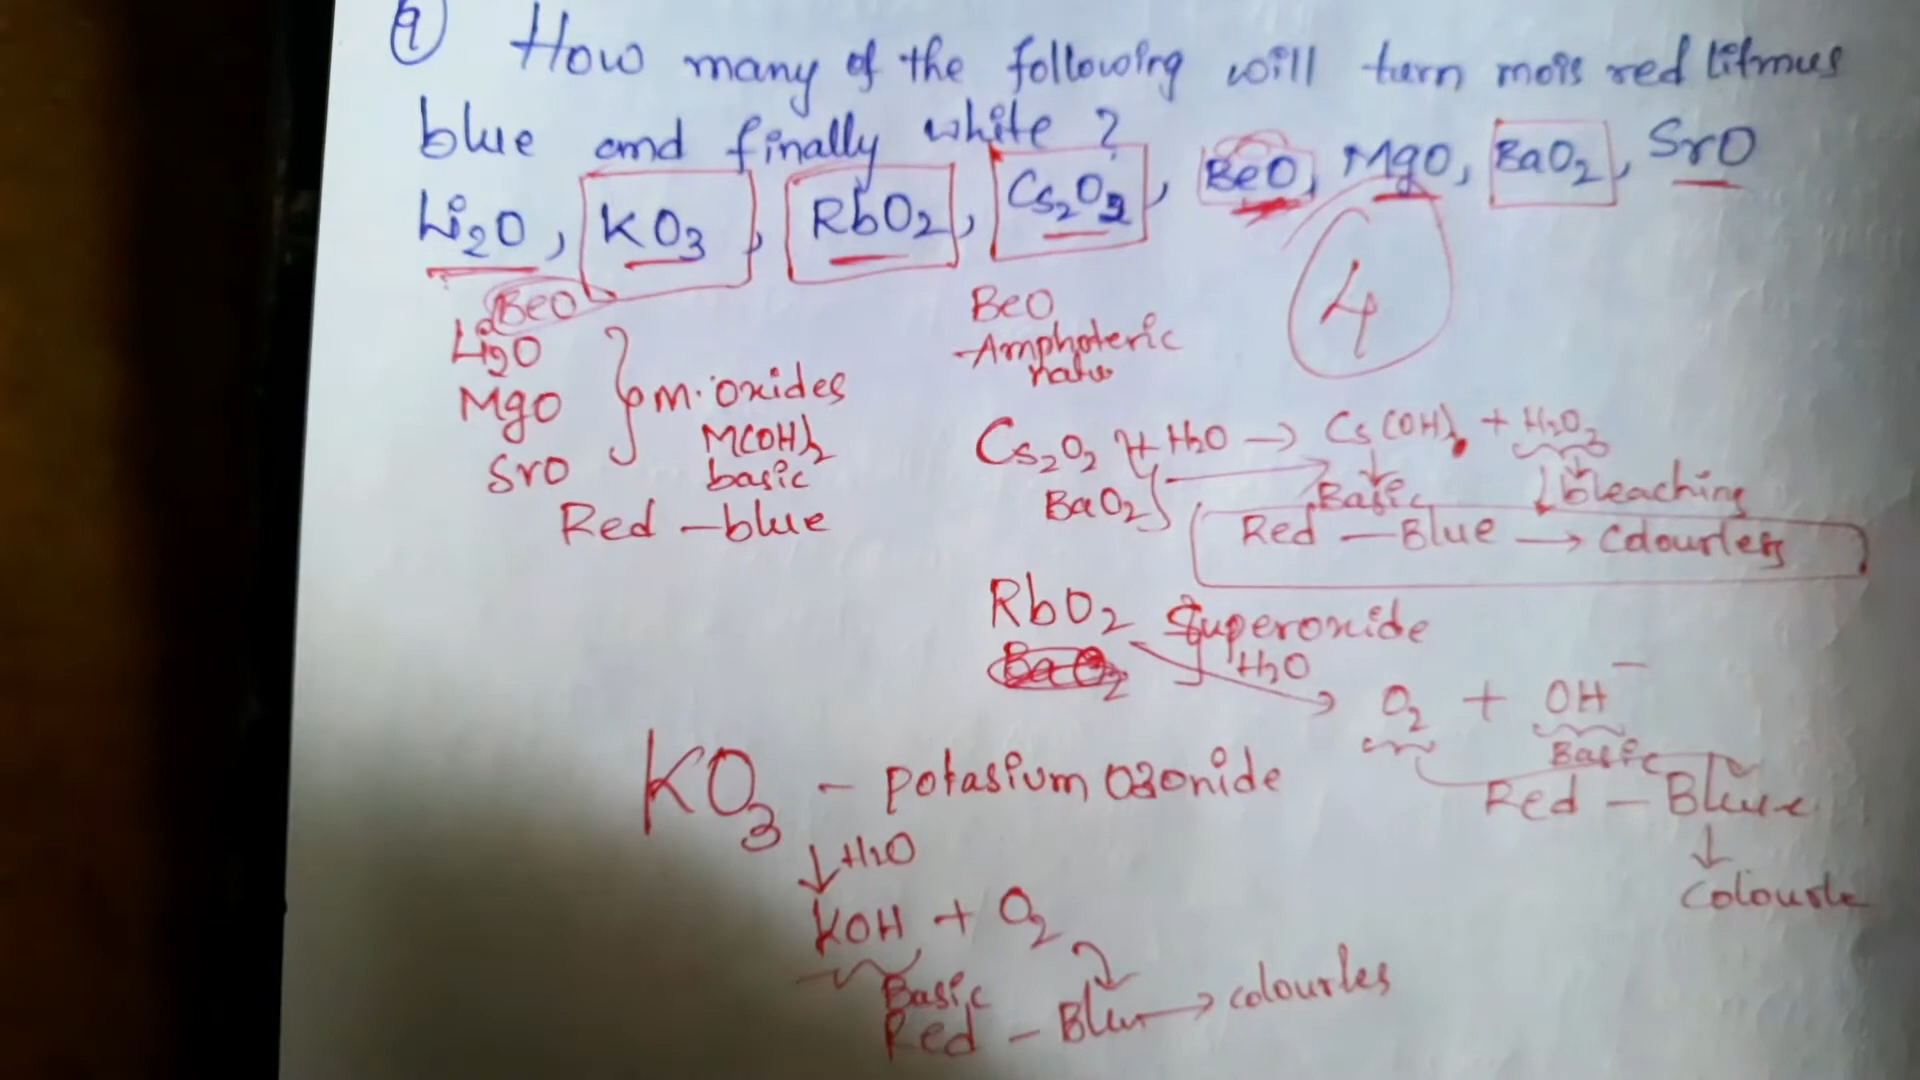 9 How many of the following will turn mois red litmus
blue and finally white ?
Li2O, KO3, RbO2, Cs2O2, BeO, MgO, BaO2, SrO
4
BeO
Li2O
MgO
SrO
m. oxides
M(OH)2
basic
Red - blue
BeO
-Amphoteric
Cs2O2 + H2O → Cs(OH) + H2O2
BaO2
Basic
bleaching
Red - Blue → Colourless
RbO2 Superoxide
BaO2
H2O
O2 + OH-
Basic
Red - Blue
↓
KO3 - potasium ozonide
↓ H2O
KOH + O2
Basic
Red - Blue → colourles